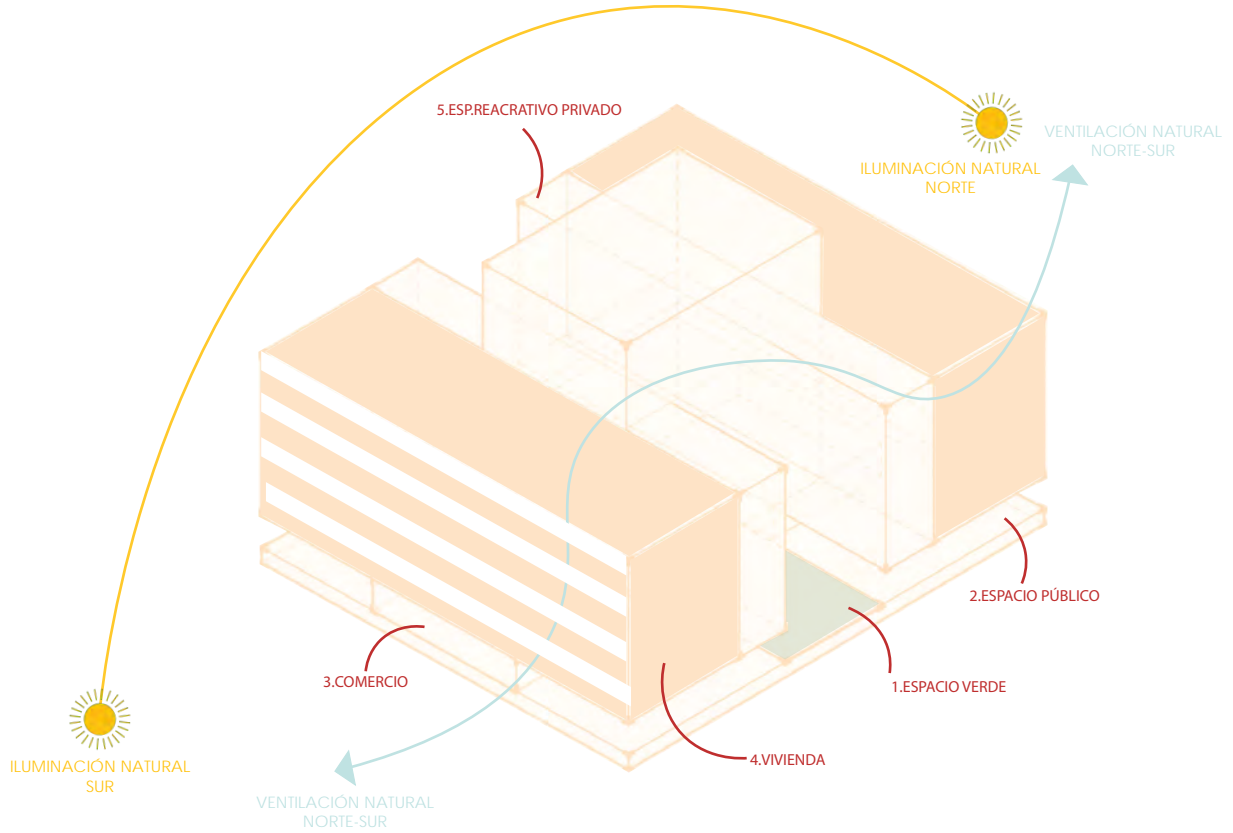 5.ESP.REACRATIVO PRIVADO
VENTILACIÓN NATURAL
NORTE-SUR
ILUMINACIÓN NATURAL
NORTE
2.ESPACIO PÚBLICO
3.COMERCIO
1.ESPACIO VERDE
4.VIVIENDA
ILUMINACIÓN NATURAL
SUR
VENTILACIÓN NATURAL
NORTE-SUR